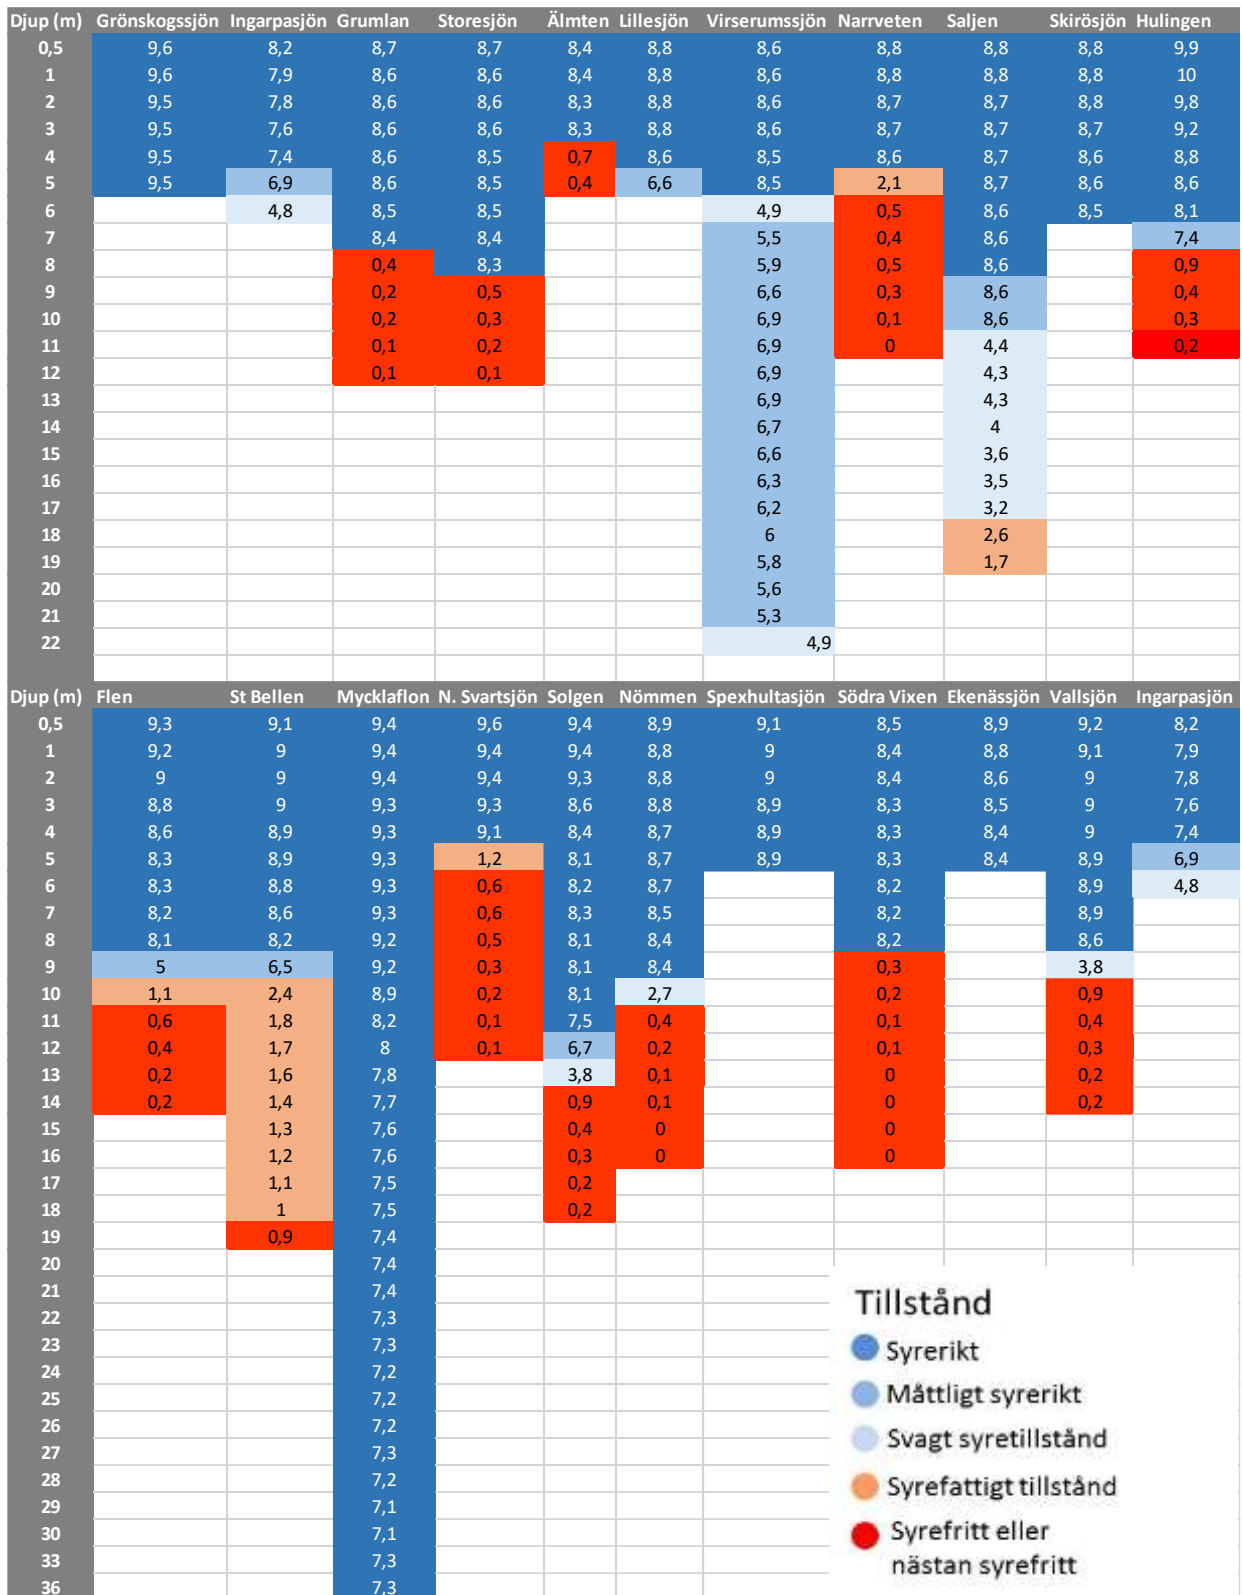 Djup (m) Grönskogssjön Ingarpasjön Grumlan Storesjön Älmten Lillesjön Virserumssjön Narrveten Saljen Skirösjön Hulingen
0,5 9,6 8,2 8,7 8,7 8,4 8,8 8,6 8,8 8,8 8,8 9,9
1 9,6 7,9 8,6 8,6 8,4 8,8 8,6 8,8 8,8 8,8 10
2 9,5 7,8 8,6 8,6 8,3 8,8 8,6 8,7 8,7 8,8 9,8
3 9,5 7,6 8,6 8,6 8,3 8,8 8,6 8,7 8,7 8,7 9,2
4 9,5 7,4 8,6 8,5 0,7 8,6 8,5 8,6 8,7 8,6 8,8
5 9,5 6,9 8,6 8,5 0,4 6,6 8,5 2,1 8,7 8,6 8,6
6 4,8 8,5 8,5 4,9 0,5 8,6 8,5 8,1
7 8,4 8,4 5,5 0,4 8,6 7,4
8 0,4 8,3 5,9 0,5 8,6 0,9
9 0,2 0,5 6,6 0,3 8,6 0,4
10 0,2 0,3 6,9 0,1 8,6 0,3
11 0,1 0,2 6,9 0 4,4 0,2
12 0,1 0,1 6,9 4,3
13 6,9 4,3
14 6,7 4
15 6,6 3,6
16 6,3 3,5
17 6,2 3,2
18 6 2,6
19 5,8 1,7
20 5,6
21 5,3
22 4,9
Djup (m) Flen St Bellen Mycklaflon N. Svartsjön Solgen Nömmen Spexhultasjön Södra Vixen Ekenässjön Vallsjön Ingarpasjön
0,5 9,3 9,1 9,4 9,6 9,4 8,9 9,1 8,5 8,9 9,2 8,2
1 9,2 9 9,4 9,4 9,4 8,8 9 8,4 8,8 9,1 7,9
2 9 9 9,4 9,4 9,3 8,8 9 8,4 8,6 9 7,8
3 8,8 9 9,3 9,3 8,6 8,8 8,9 8,3 8,5 9 7,6
4 8,6 8,9 9,3 9,1 8,4 8,7 8,9 8,3 8,4 9 7,4
5 8,3 8,9 9,3 1,2 8,1 8,7 8,9 8,3 8,4 8,9 6,9
6 8,3 8,8 9,3 0,6 8,2 8,7 8,2 8,9 4,8
7 8,2 8,6 9,3 0,6 8,3 8,5 8,2 8,9
8 8,1 8,2 9,2 0,5 8,1 8,4 8,2 8,6
9 5 6,5 9,2 0,3 8,1 8,4 0,3 3,8
10 1,1 2,4 8,9 0,2 8,1 2,7 0,2 0,9
11 0,6 1,8 8,2 0,1 7,5 0,4 0,1 0,4
12 0,4 1,7 8 0,1 6,7 0,2 0,1 0,3
13 0,2 1,6 7,8 3,8 0,1 0 0,2
14 0,2 1,4 7,7 0,9 0,1 0 0,2
15 1,3 7,6 0,4 0 0
16 1,2 7,6 0,3 0 0
17 1,1 7,5 0,2
18 1 7,5 0,2
19 0,9 7,4
20 7,4
21 7,4
22 7,3
23 7,3
24 7,2
25 7,2
26 7,2
27 7,3
28 7,2
29 7,1
30 7,1
33 7,3
36 7,3
Tillstånd
Syrerikt
Måttligt syrerikt
Svagt syretillstånd
Syrefattigt tillstånd
Syrefritt eller
nästan syrefritt